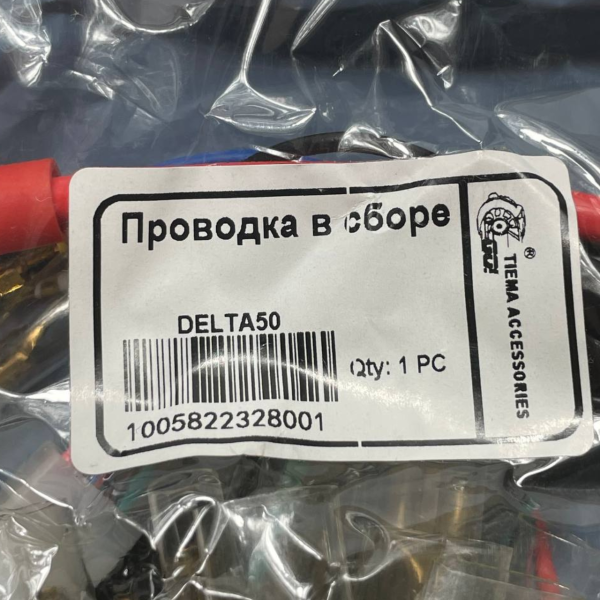 Проводка в сборе
DELTA50
Qty: 1 PC
1005822328001
® TIEMA ACCESSORIES